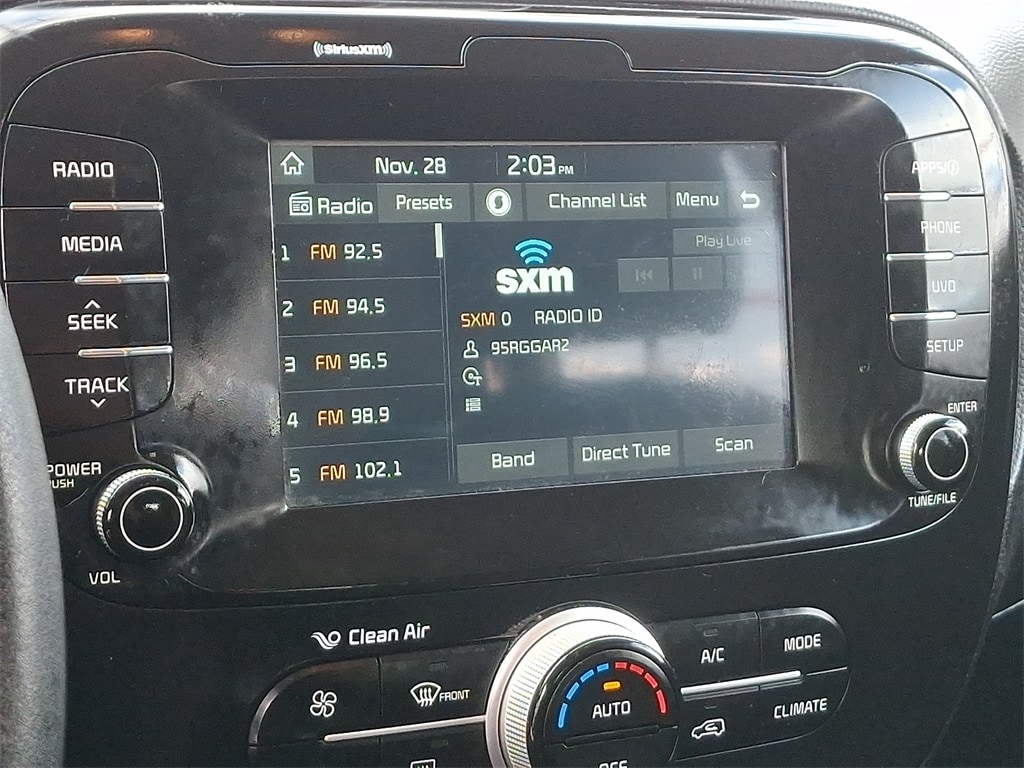 SiriusXM
RADIO
MEDIA
SEEK
TRACK
POWER
PUSH
VOL
Nov. 28 2:03 PM
Radio Presets Channel List Menu
1 FM 92.5
2 FM 94.5
3 FM 96.5
4 FM 98.9
5 FM 102.1
Play Live
sxm
SXM 0 RADIO ID
95RGGAR2
Band Direct Tune Scan
APPS/i
PHONE
UVO
SETUP
ENTER
TUNE/FILE
Clean Air
FRONT
AUTO
OFF
A/C
MODE
CLIMATE